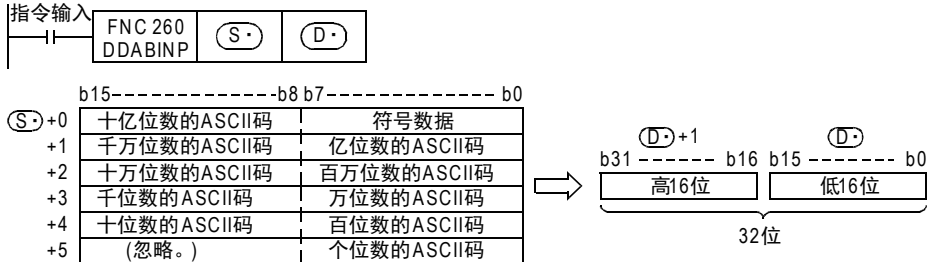 指令输入
FNC 260
DDABINP
S·
D·
b15 b8 b7 b0
S· +0 十亿位数的ASCII码 符号数据
+1 千万位数的ASCII码 亿位数的ASCII码
+2 十万位数的ASCII码 百万位数的ASCII码
+3 千位数的ASCII码 万位数的ASCII码
+4 十位数的ASCII码 百位数的ASCII码
+5 (忽略。) 个位数的ASCII码
D· +1 D·
b31 b16 b15 b0
高16位 低16位
32位